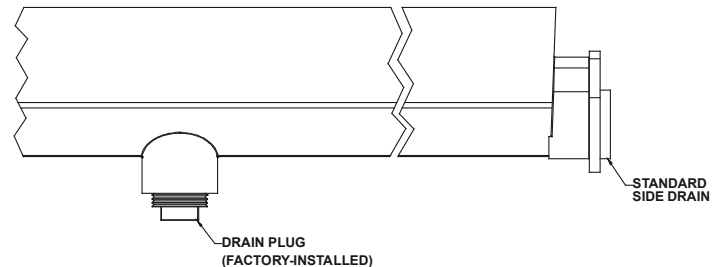 STANDARD
SIDE DRAIN
DRAIN PLUG
(FACTORY-INSTALLED)